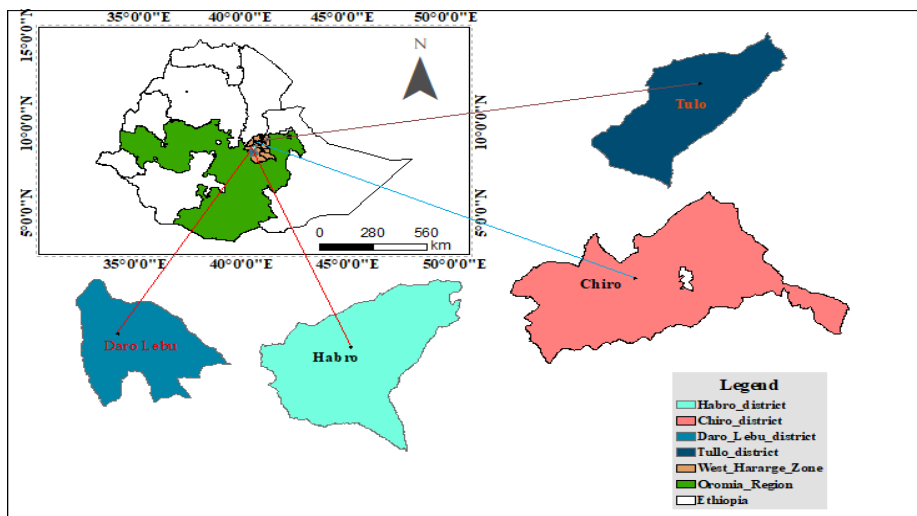 35°0'0"E 40°0'0"E 45°0'0"E 50°0'0"E
15°0'0"N
10°0'0"N
5°0'0"N
N
10°0'0"N
5°0'0"N
0 280 560
km
35°0'0"E 40°0'0"E 45°0'0"E 50°0'0"E
Tulo
Chiro
Daro Lebu
Habro
Legend
Habro_district
Chiro_district
Daro_Lebu_district
Tullo_district
West_Hararge_Zone
Oromia_Region
Ethiopia